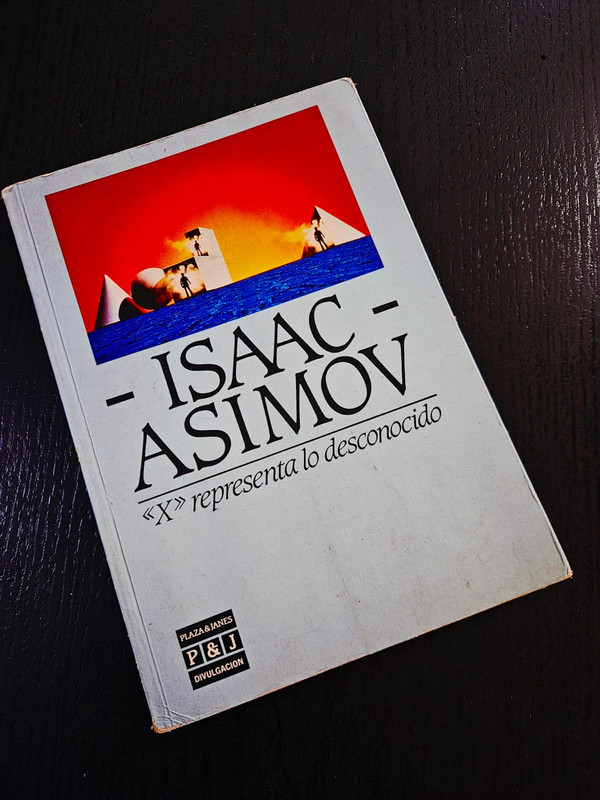 - ISAAC -
ASIMOV
«X» representa lo desconocido
PLAZA & JANES
P & J
DIVULGACION